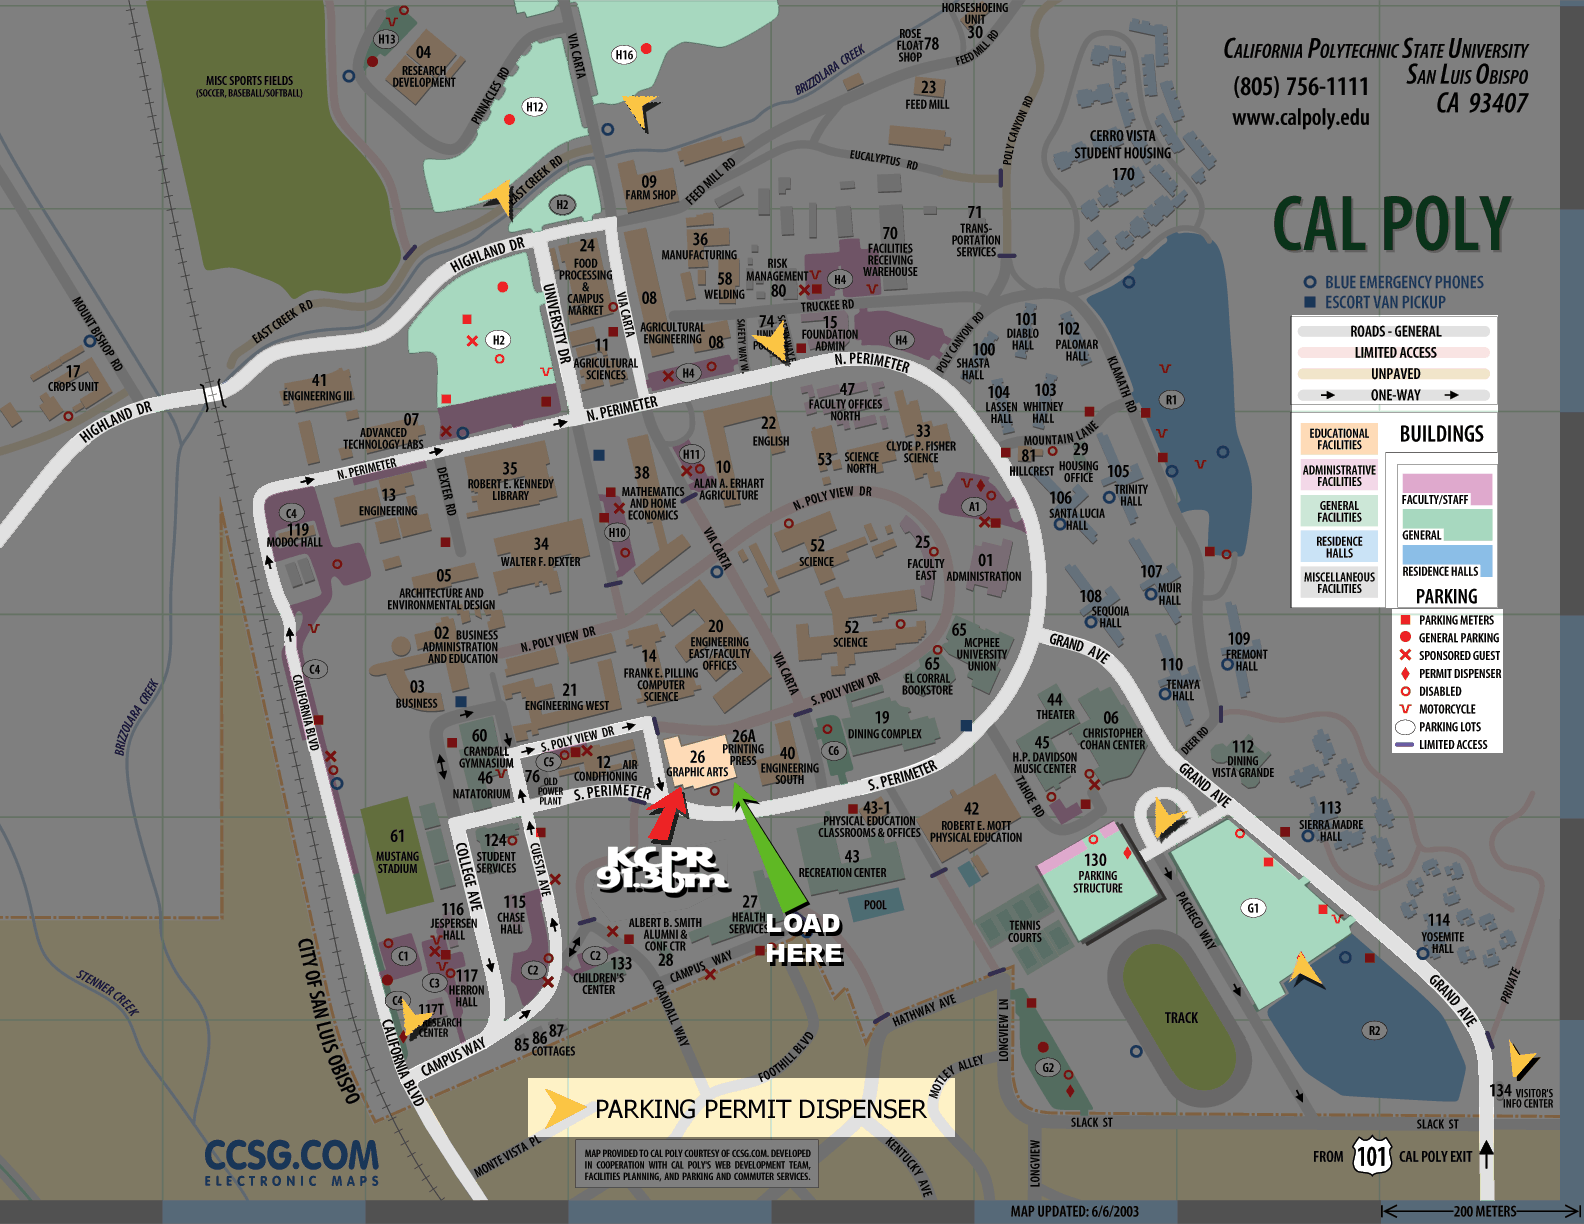 CALIFORNIA POLYTECHNIC STATE UNIVERSITY
SAN LUIS OBISPO
(805) 756-1111
CA 93407
www.calpoly.edu
CAL POLY
BLUE EMERGENCY PHONES
ESCORT VAN PICKUP
ROADS - GENERAL
LIMITED ACCESS
UNPAVED
ONE-WAY
BUILDINGS
EDUCATIONAL
FACILITIES
ADMINISTRATIVE
FACILITIES
GENERAL
FACILITIES
RESIDENCE
HALLS
MISCELLANEOUS
FACILITIES
FACULTY/STAFF
GENERAL
RESIDENCE HALLS
PARKING
PARKING METERS
GENERAL PARKING
SPONSORED GUEST
PERMIT DISPENSER
DISABLED
MOTORCYCLE
PARKING LOTS
LIMITED ACCESS
MISC SPORTS FIELDS
(SOCCER, BASEBALL/SOFTBALL)
H13
04
RESEARCH
DEVELOPMENT
PINNACLES RD
VIA CARTA
H16
H12
BRIZZOLARA CREEK
HORSESHOEING
UNIT
30
ROSE
FLOAT
SHOP
78
FEED MILL RD
23
FEED MILL
POLY CANYON RD
EUCALYPTUS RD
CERRO VISTA
STUDENT HOUSING
170
EAST CREEK RD
H2
09
FARM SHOP
FEED MILL RD
HIGHLAND DR
24
FOOD
PROCESSING
&
CAMPUS
MARKET
36
MANUFACTURING
58
WELDING
RISK
MANAGEMENT
80
H4
70
FACILITIES
RECEIVING
WAREHOUSE
71
TRANS-
PORTATION
SERVICES
TRUCKEE RD
EAST CREEK RD
MOUNT BISHOP RD
H2
UNIVERSITY DR
VIA CARTA
08
AGRICULTURAL
ENGINEERING
08
SAFETY WAY
74
15
FOUNDATION
ADMIN
H4
POLY CANYON RD
101
DIABLO
HALL
102
PALOMAR
HALL
100
SHASTA
HALL
KLAMATH RD
R1
17
CROPS UNIT
HIGHLAND DR
41
ENGINEERING III
11
AGRICULTURAL
SCIENCES
H4
N. PERIMETER
N. PERIMETER
47
FACULTY OFFICES
NORTH
104
LASSEN
HALL
103
WHITNEY
HALL
07
ADVANCED
TECHNOLOGY LABS
N. PERIMETER
DEXTER RD
35
ROBERT E. KENNEDY
LIBRARY
38
MATHEMATICS
AND HOME
ECONOMICS
H11
10
ALAN A. ERHART
AGRICULTURE
22
ENGLISH
53
SCIENCE
NORTH
33
CLYDE P. FISHER
SCIENCE
MOUNTAIN LANE
81
HILLCREST
29
HOUSING
OFFICE
105
TRINITY
HALL
106
SANTA LUCIA
HALL
13
ENGINEERING
C4
119
MODOC HALL
H10
N. POLY VIEW DR
A1
34
WALTER F. DEXTER
VIA CARTA
52
SCIENCE
25
FACULTY
EAST
01
ADMINISTRATION
107
MUIR
HALL
108
SEQUOIA
HALL
05
ARCHITECTURE AND
ENVIRONMENTAL DESIGN
02
BUSINESS
ADMINISTRATION
AND EDUCATION
N. POLY VIEW DR
20
ENGINEERING
EAST/FACULTY
OFFICES
52
SCIENCE
65
MCPHEE
UNIVERSITY
UNION
65
EL CORRAL
BOOKSTORE
GRAND AVE
109
FREMONT
HALL
110
TENAYA
HALL
C4
CALIFORNIA BLVD
03
BUSINESS
21
ENGINEERING WEST
14
FRANK E. PILLING
COMPUTER
SCIENCE
VIA CARTA
S. POLY VIEW DR
BRIZZOLARA CREEK
60
CRANDALL
GYMNASIUM
46
NATATORIUM
S. POLY VIEW DR
C5
12
AIR
CONDITIONING
76
OLD
POWER
PLANT
S. PERIMETER
26
GRAPHIC ARTS
26A
PRINTING
PRESS
40
ENGINEERING
SOUTH
C6
19
DINING COMPLEX
S. PERIMETER
44
THEATER
06
CHRISTOPHER
COHAN CENTER
45
H.P. DAVIDSON
MUSIC CENTER
TAHOE RD
DEER RD
112
DINING
VISTA GRANDE
GRAND AVE
113
SIERRA MADRE
HALL
61
MUSTANG
STADIUM
124
STUDENT
SERVICES
COLLEGE AVE
CUESTA AVE
KCPR
91.3fm
43-1
PHYSICAL EDUCATION
CLASSROOMS & OFFICES
42
ROBERT E. MOTT
PHYSICAL EDUCATION
43
RECREATION CENTER
130
PARKING
STRUCTURE
G1
PACHECO WAY
115
CHASE
HALL
116
JESPERSEN
HALL
27
HEALTH
SERVICES
LOAD
HERE
POOL
TENNIS
COURTS
114
YOSEMITE
HALL
ALBERT B. SMITH
ALUMNI &
CONF CTR
28
C1
C3
117
HERRON
HALL
C2
C2
133
CHILDREN'S
CENTER
CAMPUS WAY
CRANDALL WAY
CITY OF SAN LUIS OBISPO
STENNER CREEK
117T
CENTER
CALIFORNIA BLVD
CAMPUS WAY
85
86
87
COTTAGES
FOOTHILL BLVD
HATHAWAY AVE
MOTLEY ALLEY
LONGVIEW LN
G2
TRACK
R2
GRAND AVE
PRIVATE
134
VISITOR'S
INFO CENTER
PARKING PERMIT DISPENSER
SLACK ST
SLACK ST
MONTE VISTA PL
KENTUCKY AVE
LONGVIEW
FROM
101
CAL POLY EXIT
CCSG.COM
ELECTRONIC MAPS
MAP PROVIDED TO CAL POLY COURTESY OF CCSG.COM. DEVELOPED
IN COOPERATION WITH CAL POLY'S WEB DEVELOPMENT TEAM,
FACILITIES PLANNING, AND PARKING AND COMMUTER SERVICES.
MAP UPDATED: 6/6/2003
200 METERS